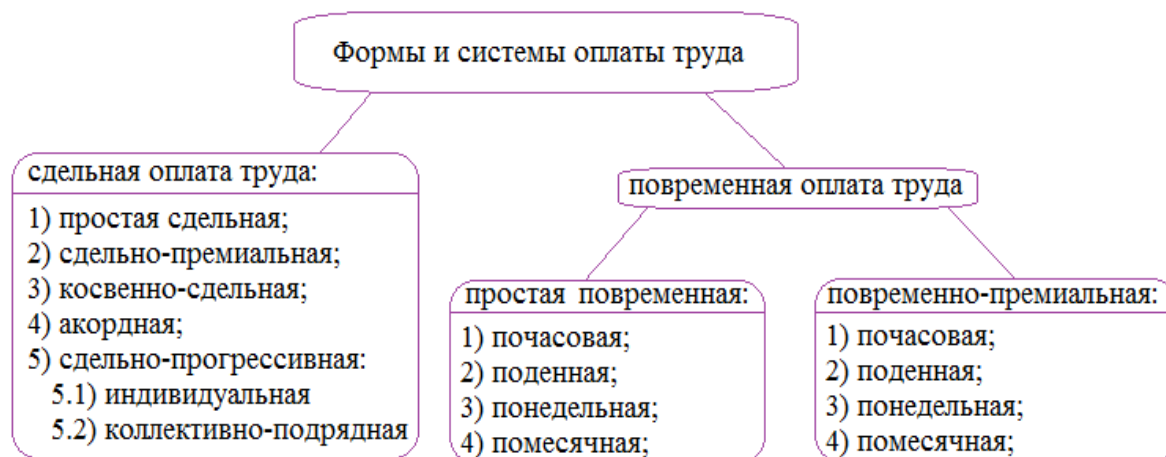 Формы и системы оплаты труда
сдельная оплата труда:
1) простая сдельная;
2) сдельно-премиальная;
3) косвенно-сдельная;
4) акордная;
5) сдельно-прогрессивная:
5.1) индивидуальная
5.2) коллективно-подрядная
повременная оплата труда
простая повременная:
1) почасовая;
2) поденная;
3) понедельная;
4) помесячная;
повременно-премиальная:
1) почасовая;
2) поденная;
3) понедельная;
4) помесячная;